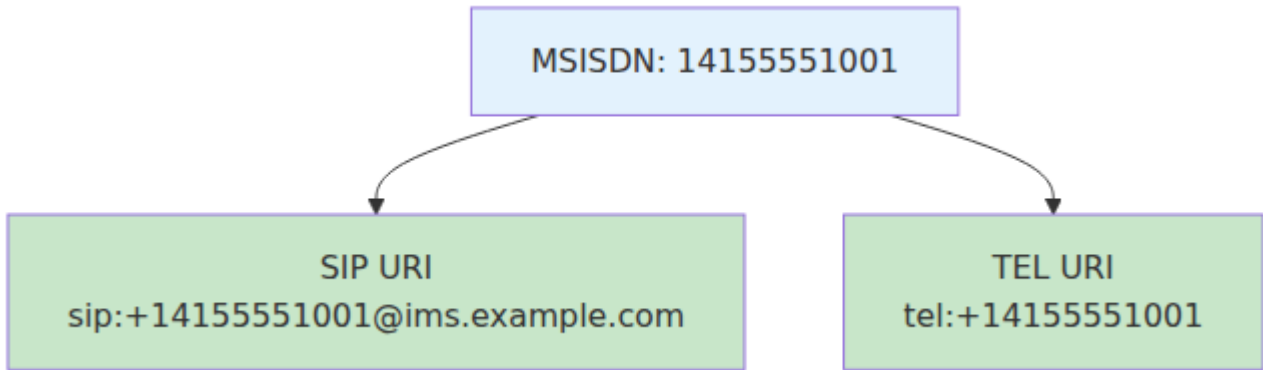 MSISDN: 14155551001
SIP URI
sip:+14155551001@ims.example.com
TEL URI
tel:+14155551001